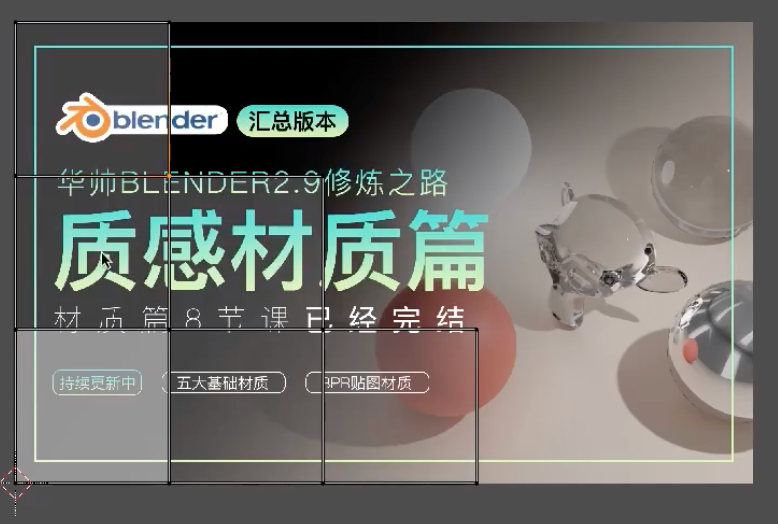 blender 汇总版本
华帅BLENDER2.9修炼之路
质感材质篇
材质篇8节课已经完结
持续更新中 五大基础材质 BPR贴图材质